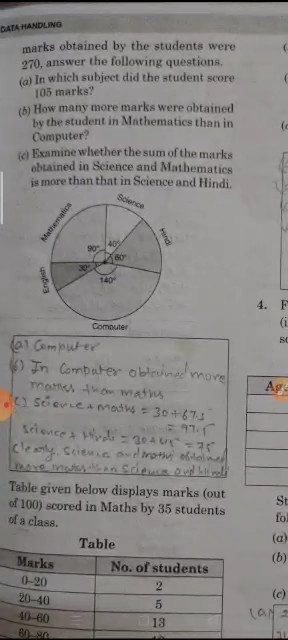 DATA HANDLING
marks obtained by the students were
270, answer the following questions.
(a) In which subject did the student score
105 marks?
(b) How many more marks were obtained
by the student in Mathematics than in
Computer?
(c) Examine whether the sum of the marks
obtained in Science and Mathematics
is more than that in Science and Hindi.
Science
Mathematics
Hindi
90° 40°
60°
30°
English
140°
Computer
(a) Computer
(b) In Computer obtained more
marks than maths
(c) Science + maths = 30 + 67.5
= 97.5
Science + Hindi = 30 + 45 = 75
Clearly, Science and maths obtained
more marks than Science and Hindi
Table given below displays marks (out
of 100) scored in Maths by 35 students
of a class.
Table
Marks No. of students
0–20 2
20–40 5
40–60 13
60–80
4. F
(i
sc
Ag
St
fol
(a)
(b)
(c)